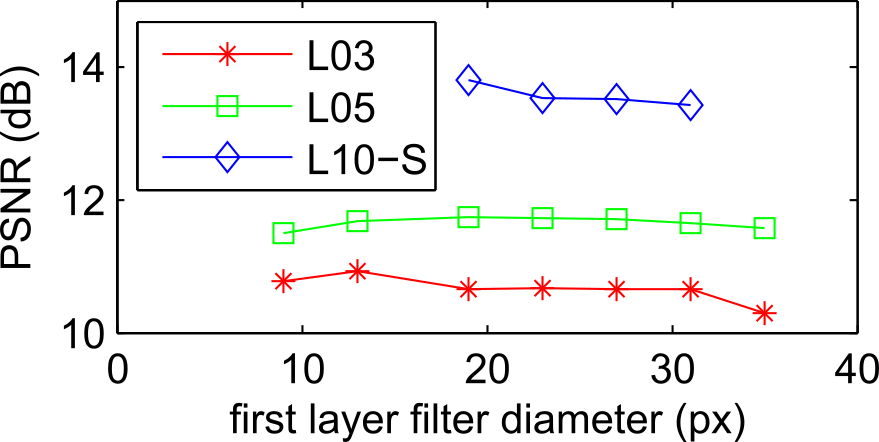 L03
L05
L10−S
PSNR (dB)
14
12
10
0 10 20 30 40
first layer filter diameter (px)